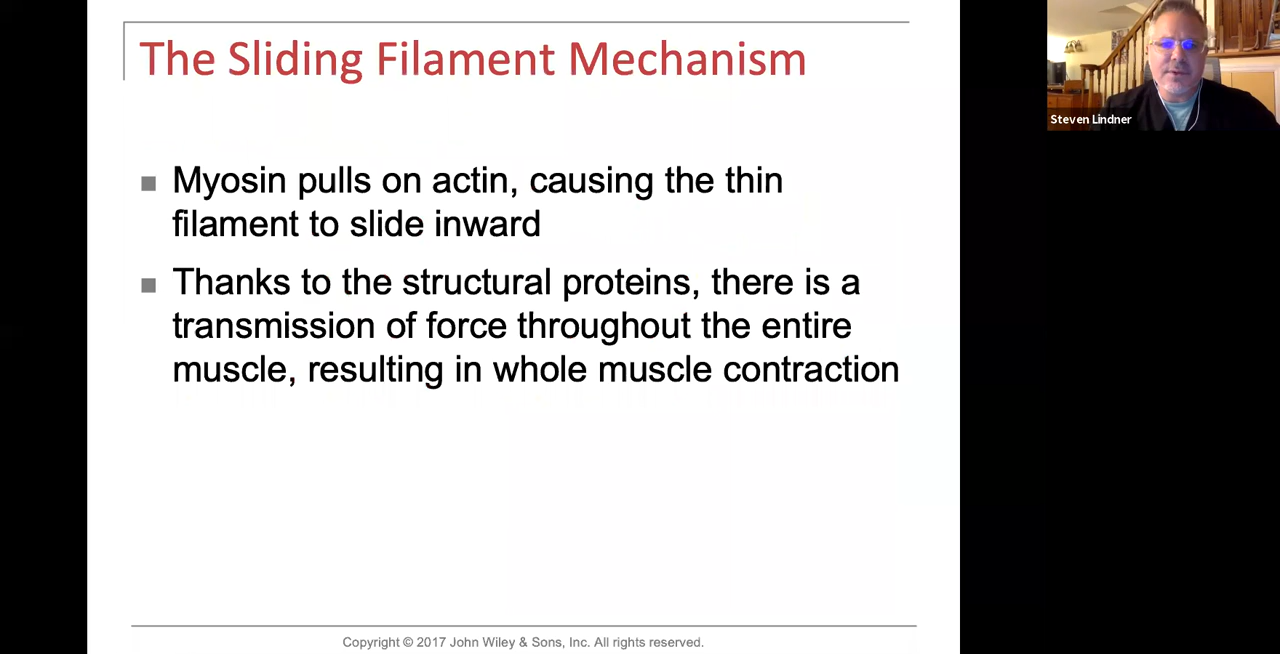 The Sliding Filament Mechanism
Steven Lindner
Myosin pulls on actin, causing the thin
filament to slide inward
Thanks to the structural proteins, there is a
transmission of force throughout the entire
muscle, resulting in whole muscle contraction
Copyright © 2017 John Wiley & Sons, Inc. All rights reserved.